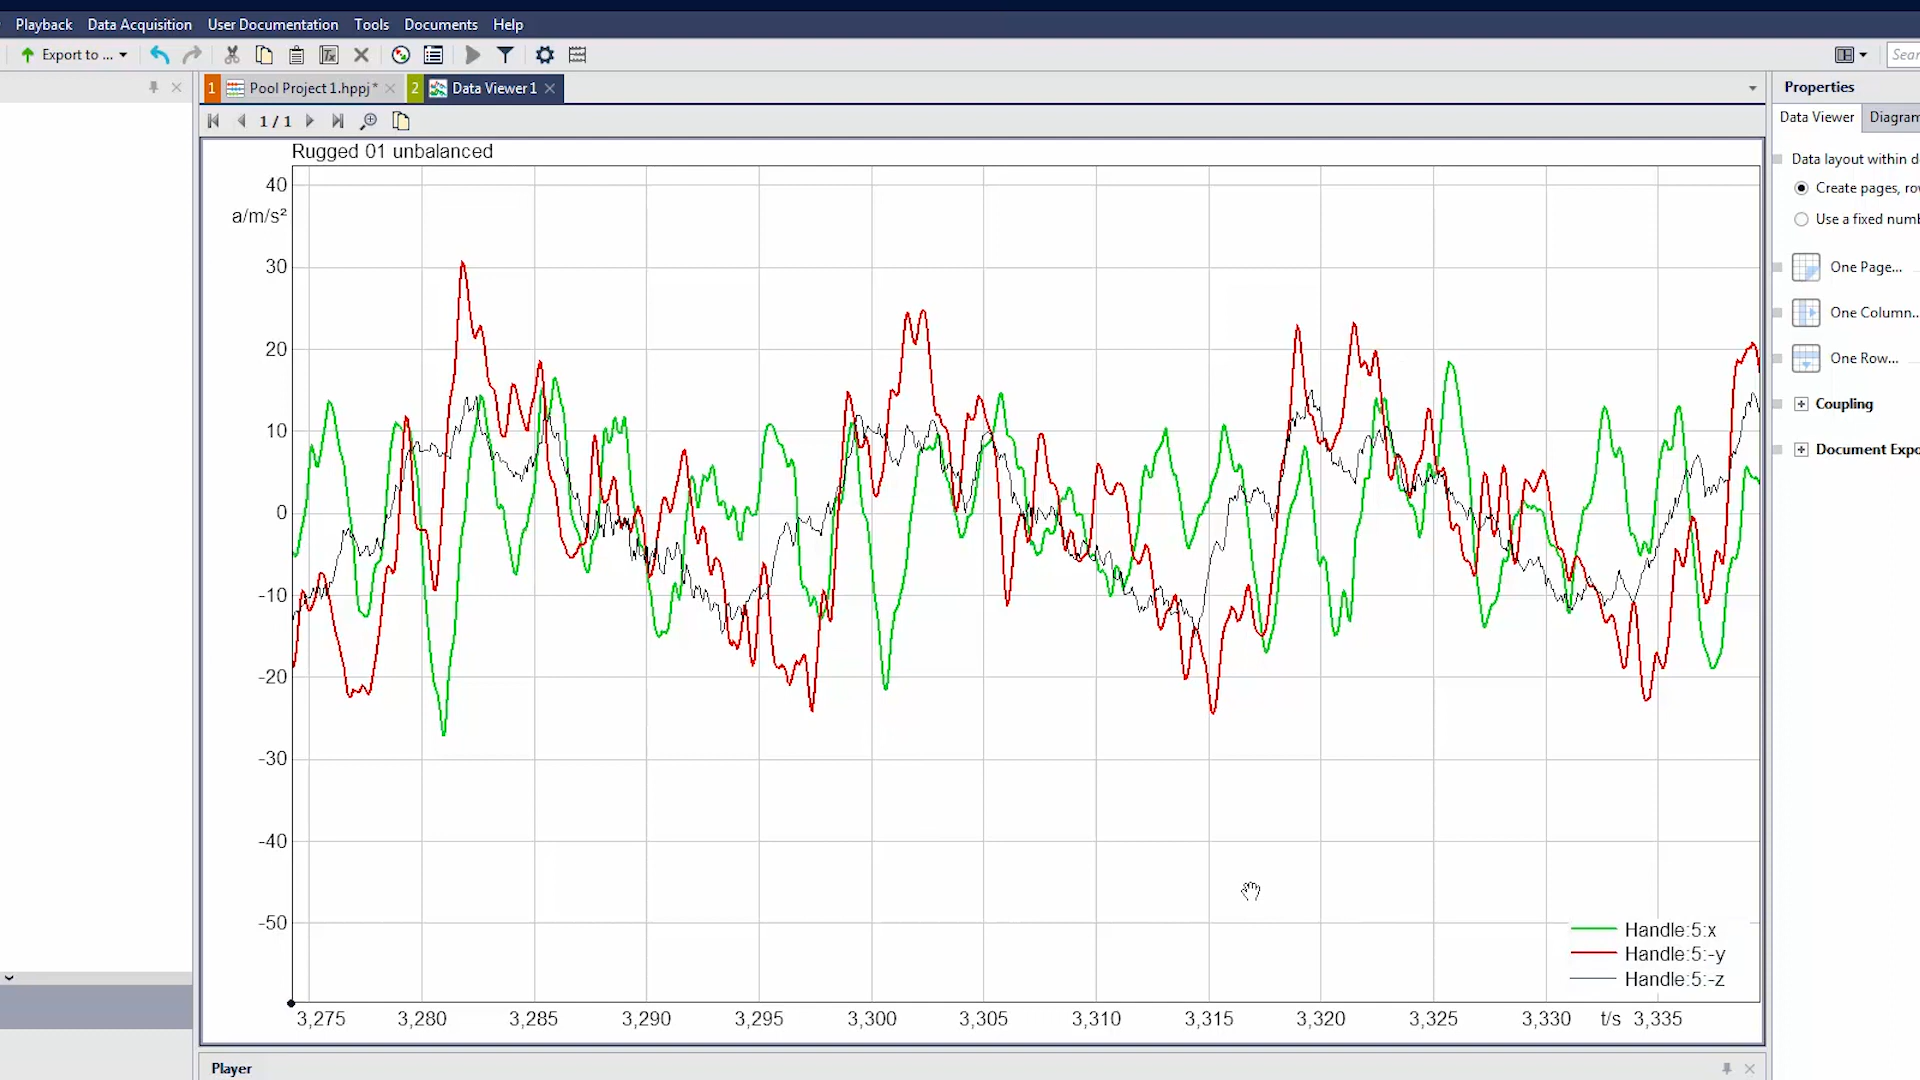 Playback Data Acquisition User Documentation Tools Documents Help
Export to ...
Sear
1 Pool Project 1.hppj* 2 Data Viewer 1
Properties
1 / 1
Data Viewer Diagram
Rugged 01 unbalanced
Data layout within d
Create pages, ro
Use a fixed numb
One Page...
One Column...
One Row...
Coupling
Document Expo
40
a/m/s²
30
20
10
0
-10
-20
-30
-40
-50
Handle:5:x
Handle:5:-y
Handle:5:-z
3,275 3,280 3,285 3,290 3,295 3,300 3,305 3,310 3,315 3,320 3,325 3,330 t/s 3,335
Player